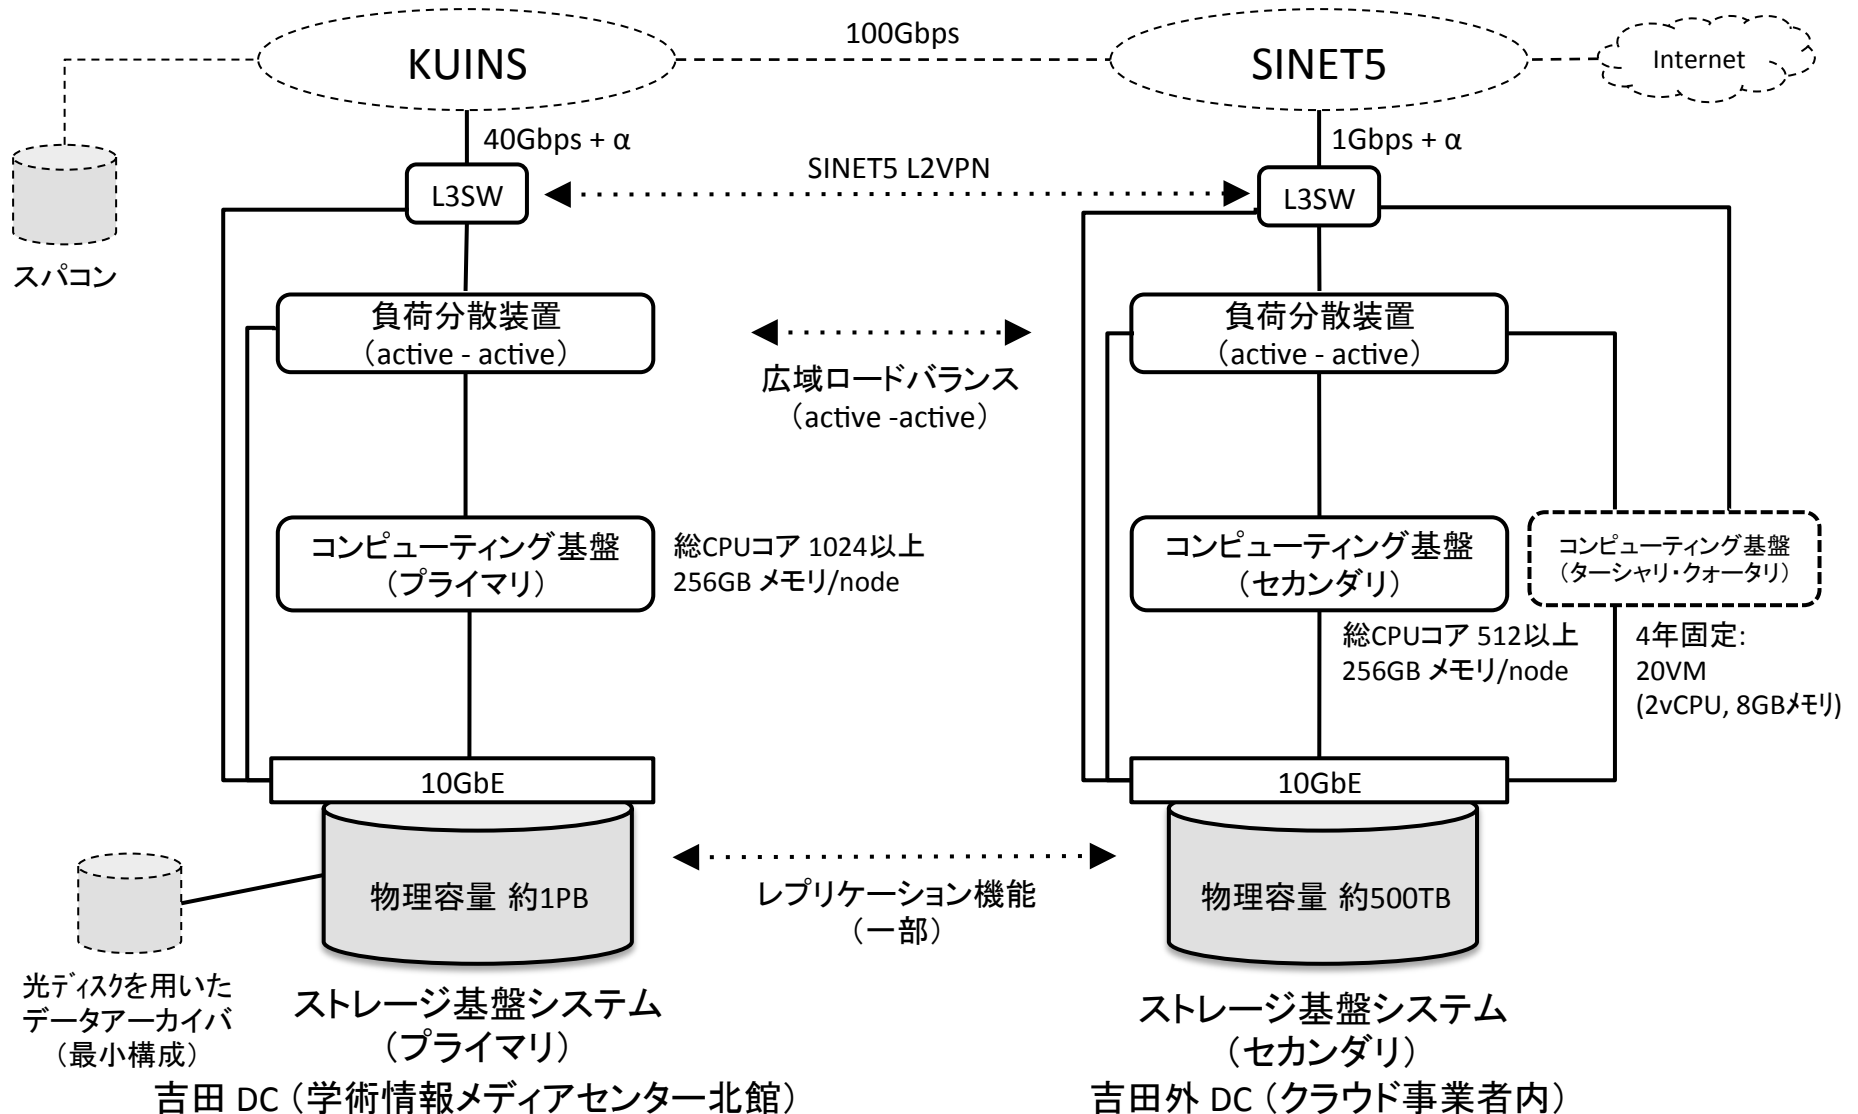 KUINS
100Gbps
SINET5
Internet
40Gbps + α
1Gbps + α
SINET5 L2VPN
L3SW
L3SW
スパコン
負荷分散装置
（active - active）
広域ロードバランス
（active -active）
負荷分散装置
（active - active）
コンピューティング基盤
（プライマリ）
総CPUコア 1024以上
256GB メモリ/node
コンピューティング基盤
（セカンダリ）
総CPUコア 512以上
256GB メモリ/node
コンピューティング基盤
（ターシャリ・クォータリ）
4年固定:
20VM
(2vCPU, 8GBメモリ)
10GbE
10GbE
物理容量 約1PB
レプリケーション機能
（一部）
物理容量 約500TB
光ディスクを用いた
データアーカイバ
（最小構成）
ストレージ基盤システム
（プライマリ）
ストレージ基盤システム
（セカンダリ）
吉田 DC（学術情報メディアセンター北館）
吉田外 DC（クラウド事業者内）